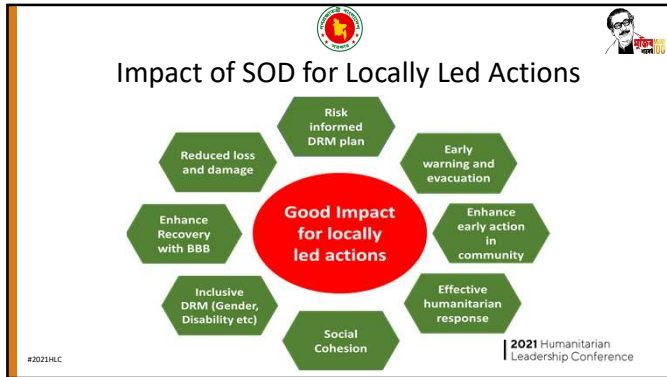 Impact of SOD for Locally Led Actions
Risk
informed
DRM plan
Early
warning and
evacuation
Enhance
early action
in
community
Effective
humanitarian
response
Social
Cohesion
Inclusive
DRM (Gender,
Disability etc)
Enhance
Recovery
with BBB
Reduced loss
and damage
Good Impact
for locally
led actions
#2021HLC
2021 Humanitarian
Leadership Conference